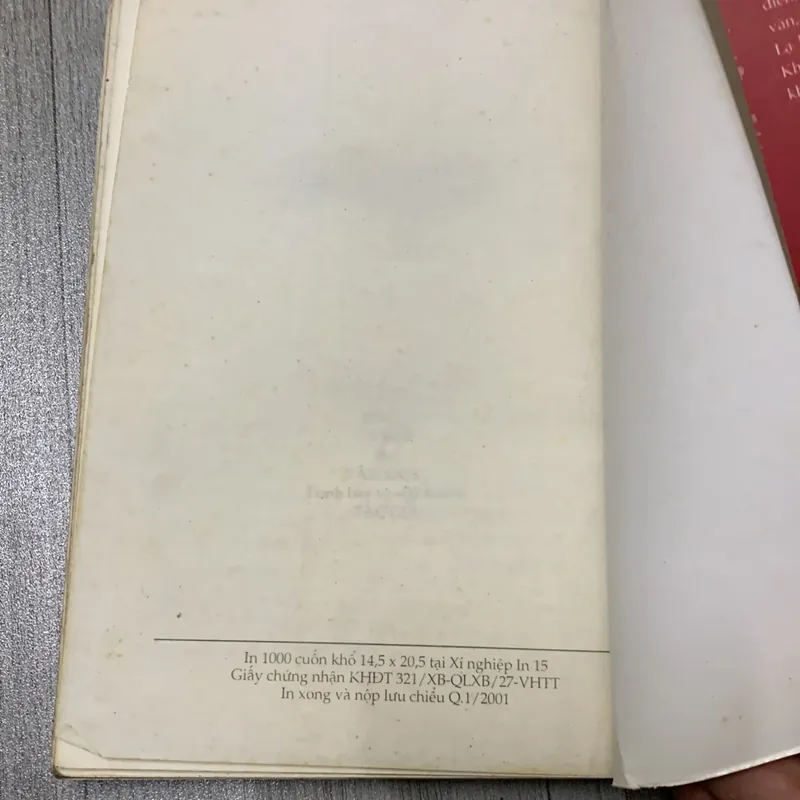 văn,
In 1000 cuốn khổ 14,5 x 20,5 tại Xí nghiệp In 15
Giấy chứng nhận KHĐT 321/XB-QLXB/27-VHTT
In xong và nộp lưu chiểu Q.1/2001